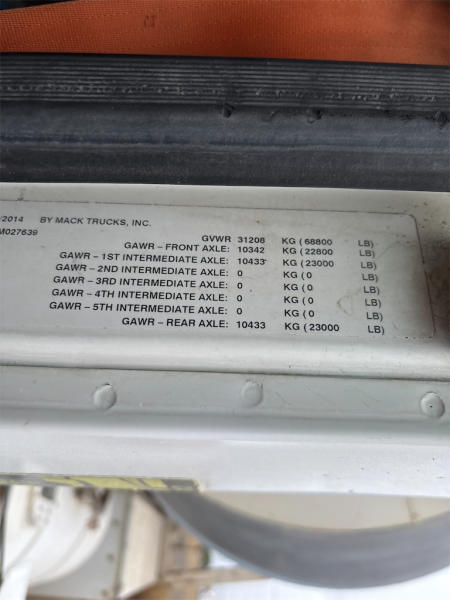 /2014 BY MACK TRUCKS, INC.
M027639
GVWR 31208 KG ( 68800 LB)
GAWR – FRONT AXLE: 10342 KG ( 22800 LB)
GAWR – 1ST INTERMEDIATE AXLE: 10433 KG ( 23000 LB)
GAWR – 2ND INTERMEDIATE AXLE: 0 KG ( 0 LB)
GAWR – 3RD INTERMEDIATE AXLE: 0 KG ( 0 LB)
GAWR – 4TH INTERMEDIATE AXLE: 0 KG ( 0 LB)
GAWR – 5TH INTERMEDIATE AXLE: 0 KG ( 0 LB)
GAWR – REAR AXLE: 10433 KG ( 23000 LB)